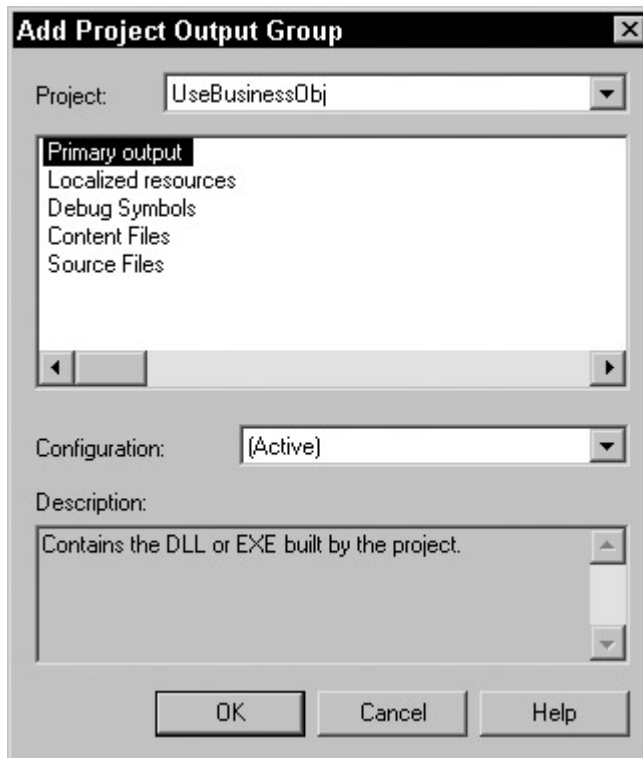 Add Project Output Group
Project: UseBusinessObj
Primary output
Localized resources
Debug Symbols
Content Files
Source Files
Configuration: (Active)
Description:
Contains the DLL or EXE built by the project.
OK Cancel Help